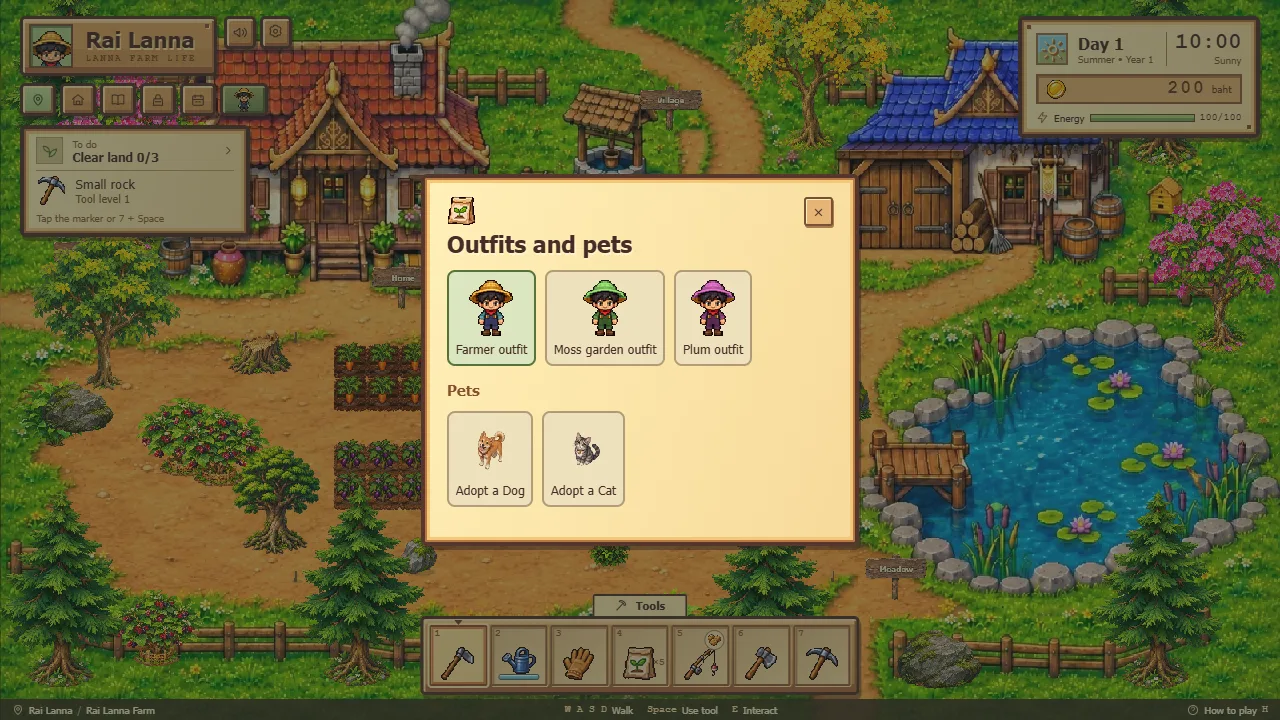 Rai Lanna
LANNA FARM LIFE
To do
Clear land 0/3
Small rock
Tool level 1
Tap the marker or 7 + Space
Village
Home
Meadow
Day 1
Summer • Year 1
10:00
Sunny
200 baht
Energy
100/100
Outfits and pets
×
Farmer outfit
Moss garden outfit
Plum outfit
Pets
Adopt a Dog
Adopt a Cat
Tools
1
2
3
4
×5
5
6
7
Rai Lanna / Rai Lanna Farm
W A S D Walk
Space Use tool
E Interact
How to play H